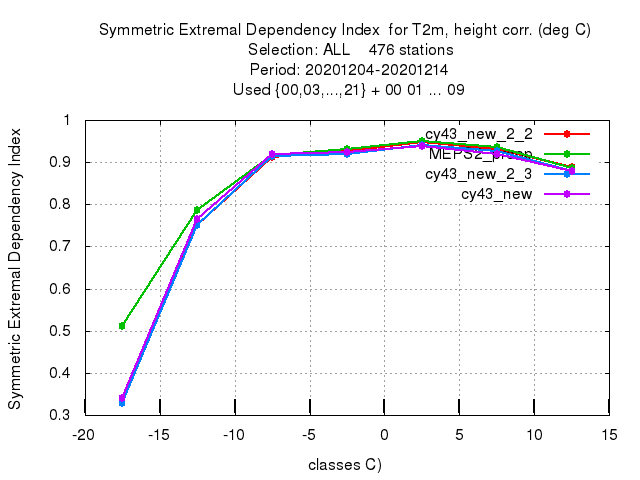 Symmetric Extremal Dependency Index for T2m, height corr. (deg C)
Selection: ALL 476 stations
Period: 20201204-20201214
Used {00,03,...,21} + 00 01 ... 09
Symmetric Extremal Dependency Index
1
0.9
0.8
0.7
0.6
0.5
0.4
0.3
cy43_new_2_2
cy43_new_2_3
cy43_new
-20
-15
-10
-5
0
5
10
15
classes C)